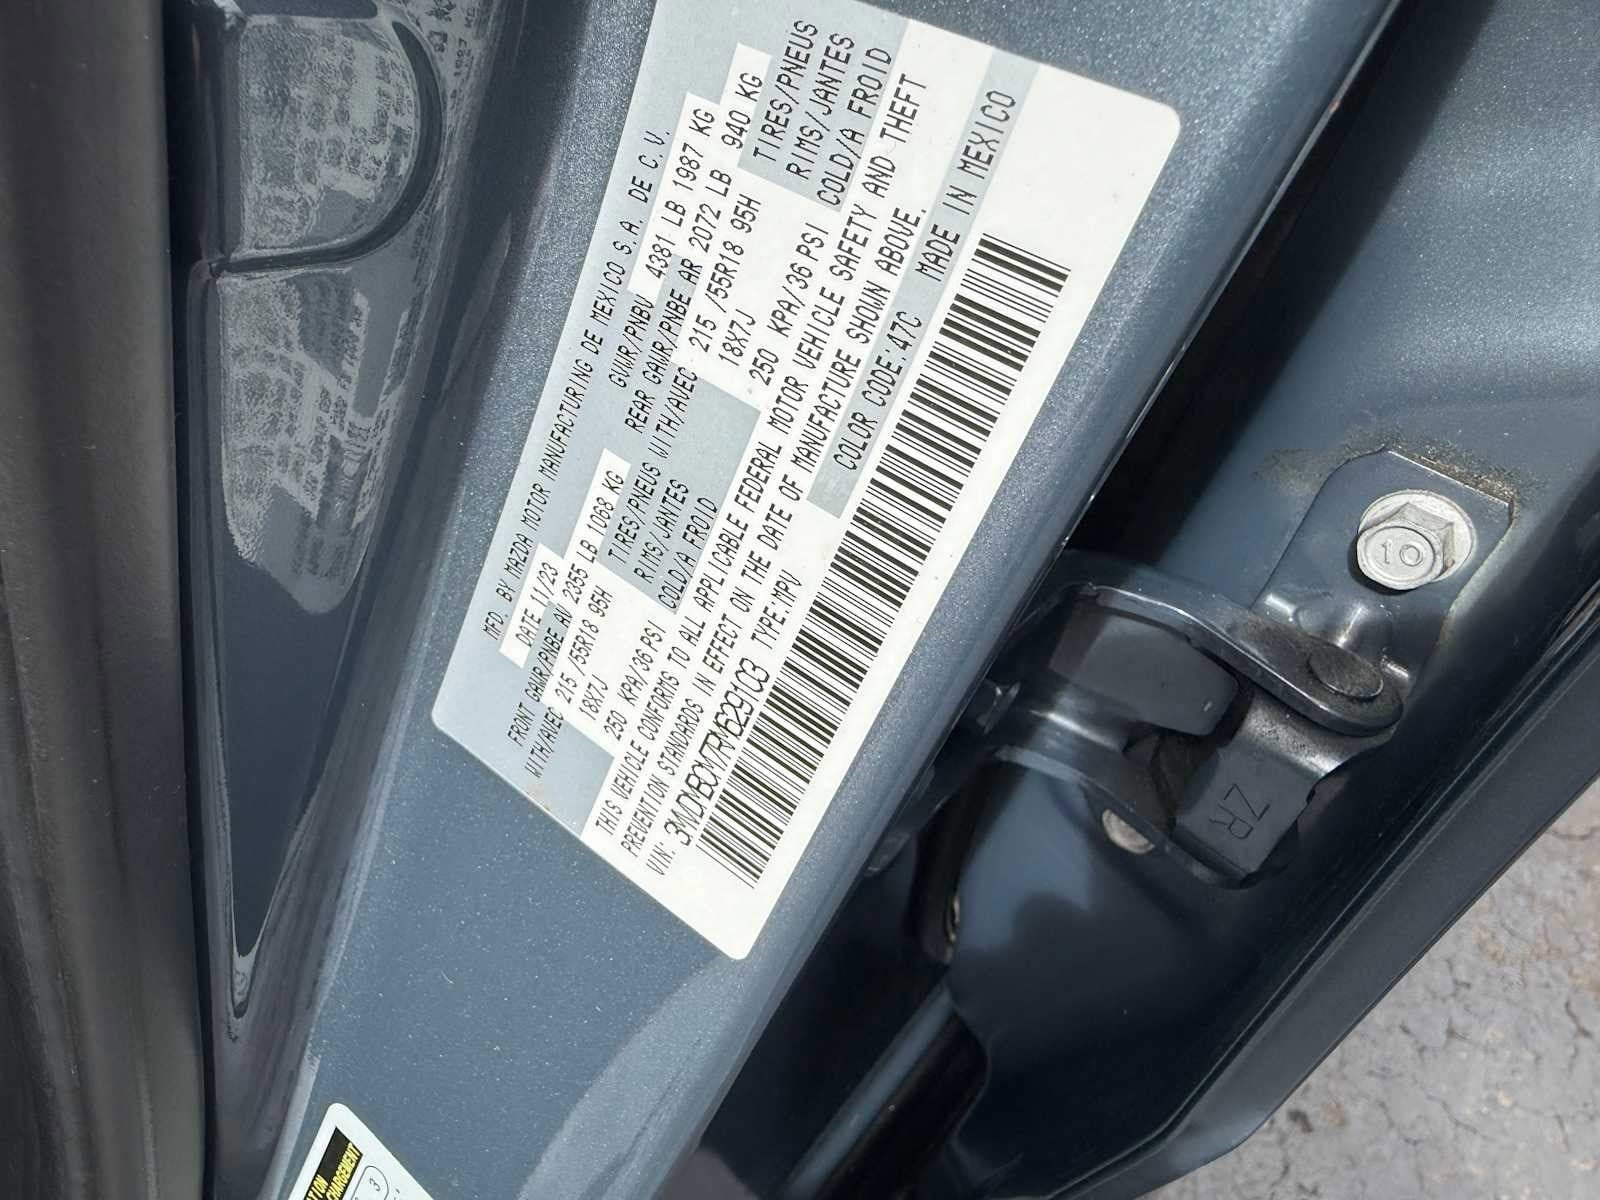 MFD. BY MAZDA MOTOR MANUFACTURING DE MEXICO S.A. DE C.V.
DATE 11/23 GVWR/PNBV 4381 LB 1987 KG
FRONT GAWR/PNBE AV 2355 LB 1068 KG REAR GAWR/PNBE AR 2072 LB 940 KG
WITH/AVEC 215 /55R18 95H TIRES/PNEUS WITH/AVEC 215 /55R18 95H TIRES/PNEUS
18X7J RIMS/JANTES 18X7J RIMS/JANTES
250 KPA/36 PSI COLD/A FROID 250 KPA/36 PSI COLD/A FROID
THIS VEHICLE CONFORMS TO ALL APPLICABLE FEDERAL MOTOR VEHICLE SAFETY AND THEFT
PREVENTION STANDARDS IN EFFECT ON THE DATE OF MANUFACTURE SHOWN ABOVE.
VIN: 3MVDMBCM7RM629103 TYPE:MPV COLOR CODE:47C MADE IN MEXICO
10
ZR
CHARGEMENT
3